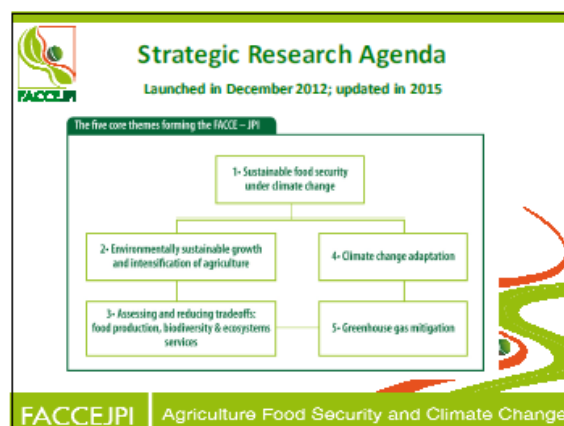 Strategic Research Agenda
FACCEJPI
Launched in December 2012; updated in 2015
The five core themes forming the FACCE – JPI
1- Sustainable food security
under climate change
2- Environmentally sustainable growth
and intensification of agriculture
4- Climate change adaptation
3- Assessing and reducing tradeoffs:
food production, biodiversity & ecosystems
services
5- Greenhouse gas mitigation
FACCEJPI
Agriculture Food Security and Climate Change